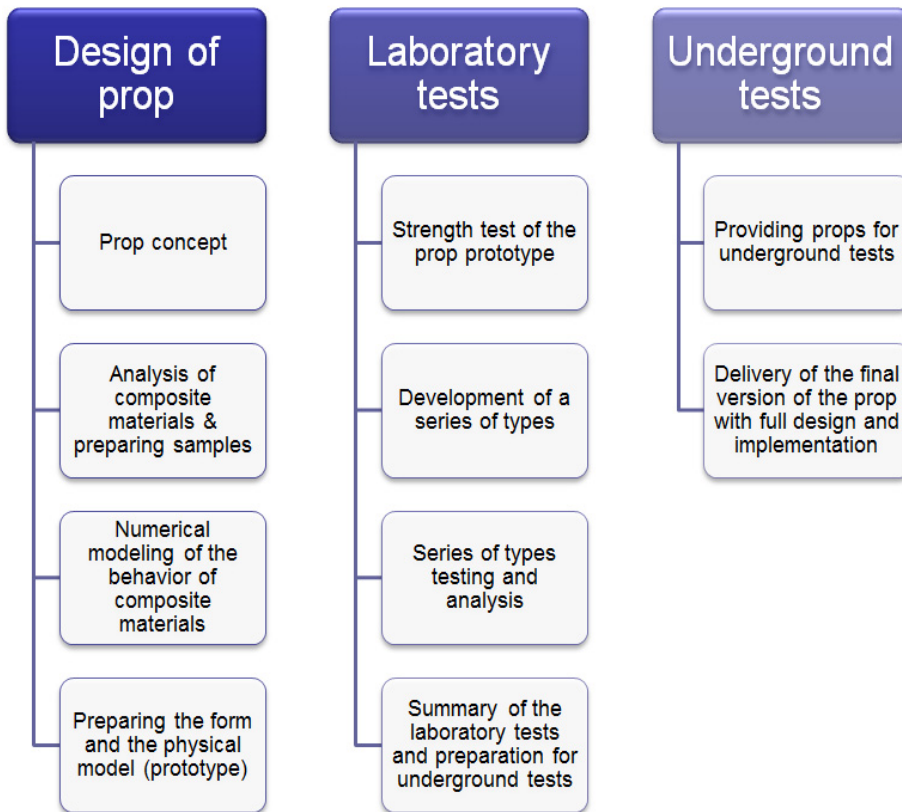 Design of
prop
Prop concept
Analysis of
composite
materials &
preparing samples
Numerical
modeling of the
behavior of
composite
materials
Preparing the form
and the physical
model (prototype)
Laboratory
tests
Strength test of the
prop prototype
Development of a
series of types
Series of types
testing and
analysis
Summary of the
laboratory tests
and preparation for
underground tests
Underground
tests
Providing props for
underground tests
Delivery of the final
version of the prop
with full design and
implementation